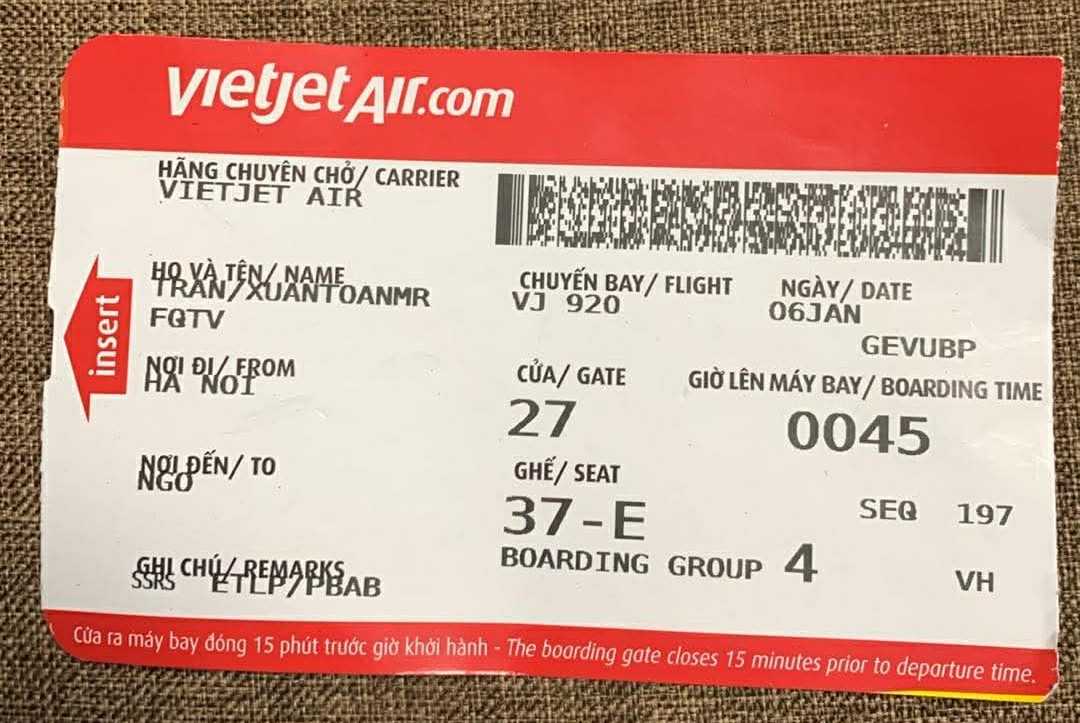 vietjetAir.com
HÃNG CHUYÊN CHỞ/ CARRIER
VIETJET AIR
HỌ VÀ TÊN/ NAME
TRAN/XUANTOANMR
FQTV
CHUYẾN BAY/ FLIGHT
VJ 920
NGÀY/ DATE
06JAN
GEVUBP
insert
NƠI ĐI/ FROM
HA NOI
CỬA/ GATE
27
GIỜ LÊN MÁY BAY/ BOARDING TIME
0045
NƠI ĐẾN/ TO
NGO
GHẾ/ SEAT
37-E
SEQ 197
BOARDING GROUP 4
VH
GHI CHÚ/ REMARKS
SSRS ETLP/PBAB
Cửa ra máy bay đóng 15 phút trước giờ khởi hành - The boarding gate closes 15 minutes prior to departure time.